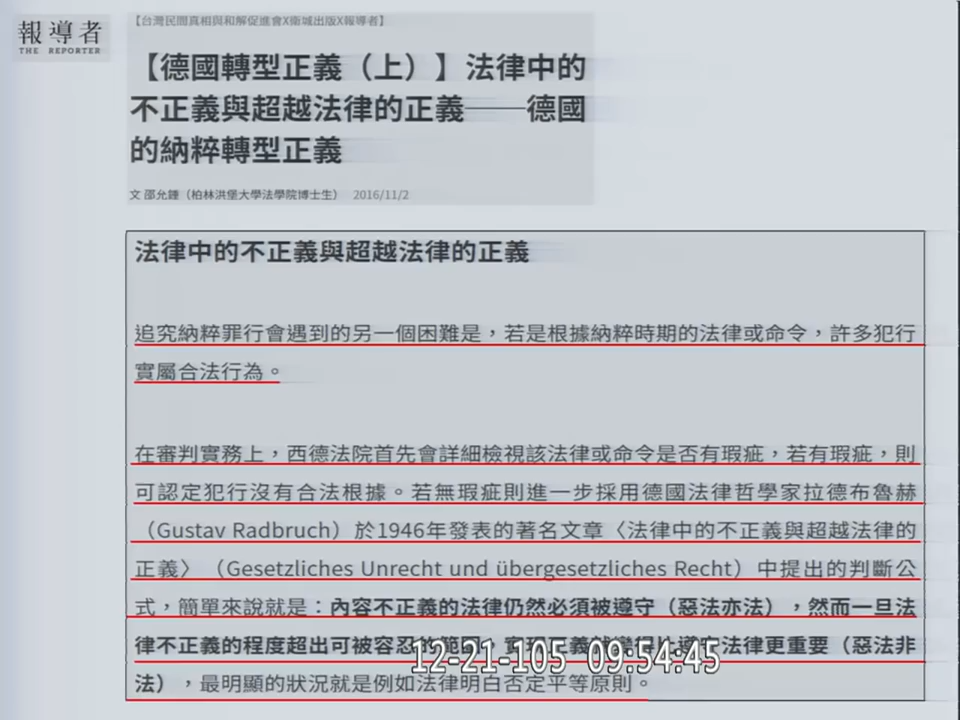 報導者
THE REPORTER
【台灣民間真相與和解促進會X衛城出版X報導者】
【德國轉型正義（上）】法律中的
不正義與超越法律的正義——德國
的納粹轉型正義
文 邵允鍾（柏林洪堡大學法學院博士生） 2016/11/2
法律中的不正義與超越法律的正義
追究納粹罪行會遇到的另一個困難是，若是根據納粹時期的法律或命令，許多犯行
實屬合法行為。
在審判實務上，西德法院首先會詳細檢視該法律或命令是否有瑕疵，若有瑕疵，則
可認定犯行沒有合法根據。若無瑕疵則進一步採用德國法律哲學家拉德布魯赫
（Gustav Radbruch）於1946年發表的著名文章〈法律中的不正義與超越法律的
正義〉（Gesetzliches Unrecht und übergesetzliches Recht）中提出的判斷公
式，簡單來說就是：內容不正義的法律仍然必須被遵守（惡法亦法），然而一旦法
律不正義的程度超出可被容忍的範圍，法律更重要（惡法非
法），最明顯的狀況就是例如法律明白否定平等原則。
12-21-105 09:54:45